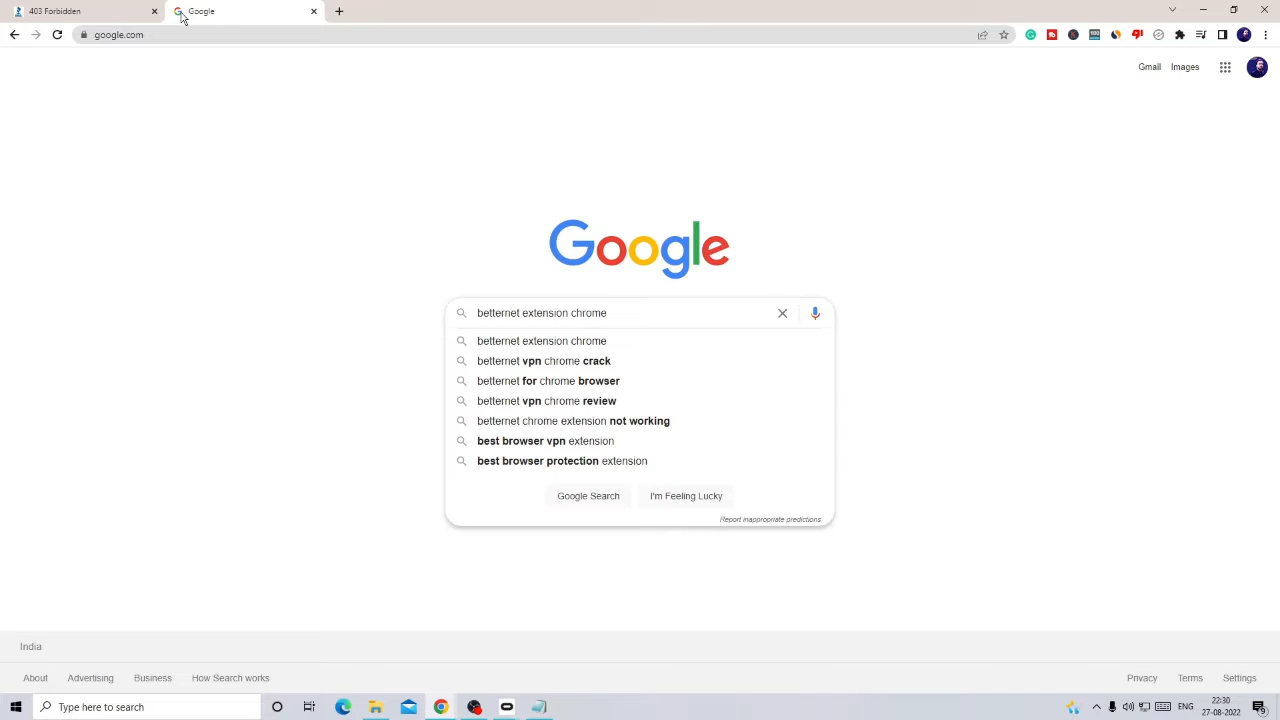 403 Forbidden
Google
google.com
Gmail
Images
Google
betternet extension chrome
betternet extension chrome
betternet vpn chrome crack
betternet for chrome browser
betternet vpn chrome review
betternet chrome extension not working
best browser vpn extension
best browser protection extension
Google Search
I'm Feeling Lucky
Report inappropriate predictions
India
About
Advertising
Business
How Search works
Privacy
Terms
Settings
Type here to search
ENG
22:30
27-08-2022